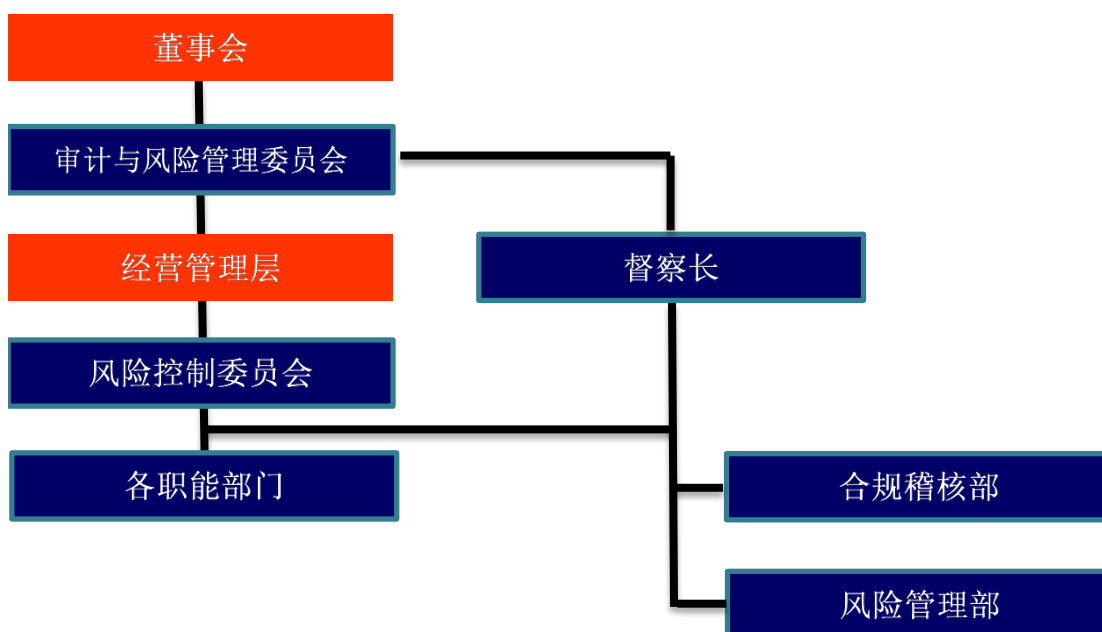 董事会
审计与风险管理委员会
经营管理层
督察长
风险控制委员会
各职能部门
合规稽核部
风险管理部